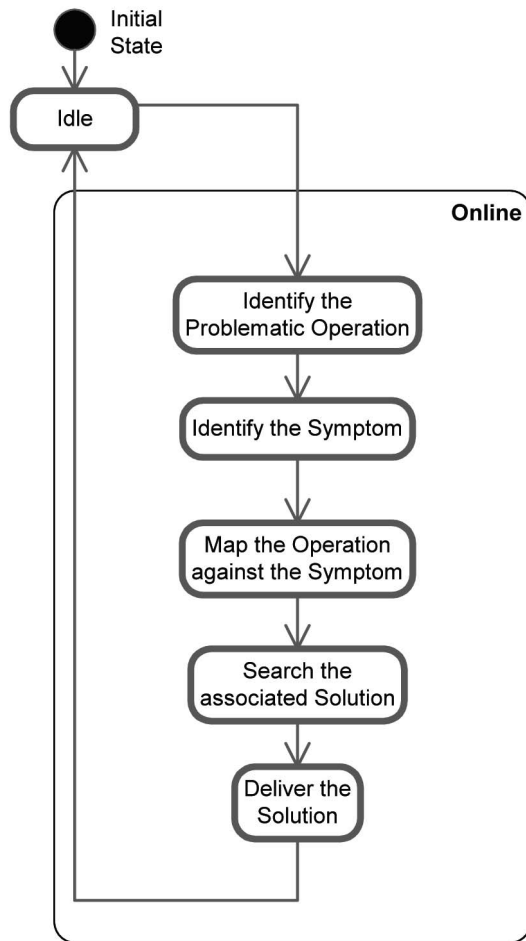 Initial
State
Idle
Online
Identify the
Problematic Operation
Identify the Symptom
Map the Operation
against the Symptom
Search the
associated Solution
Deliver the
Solution